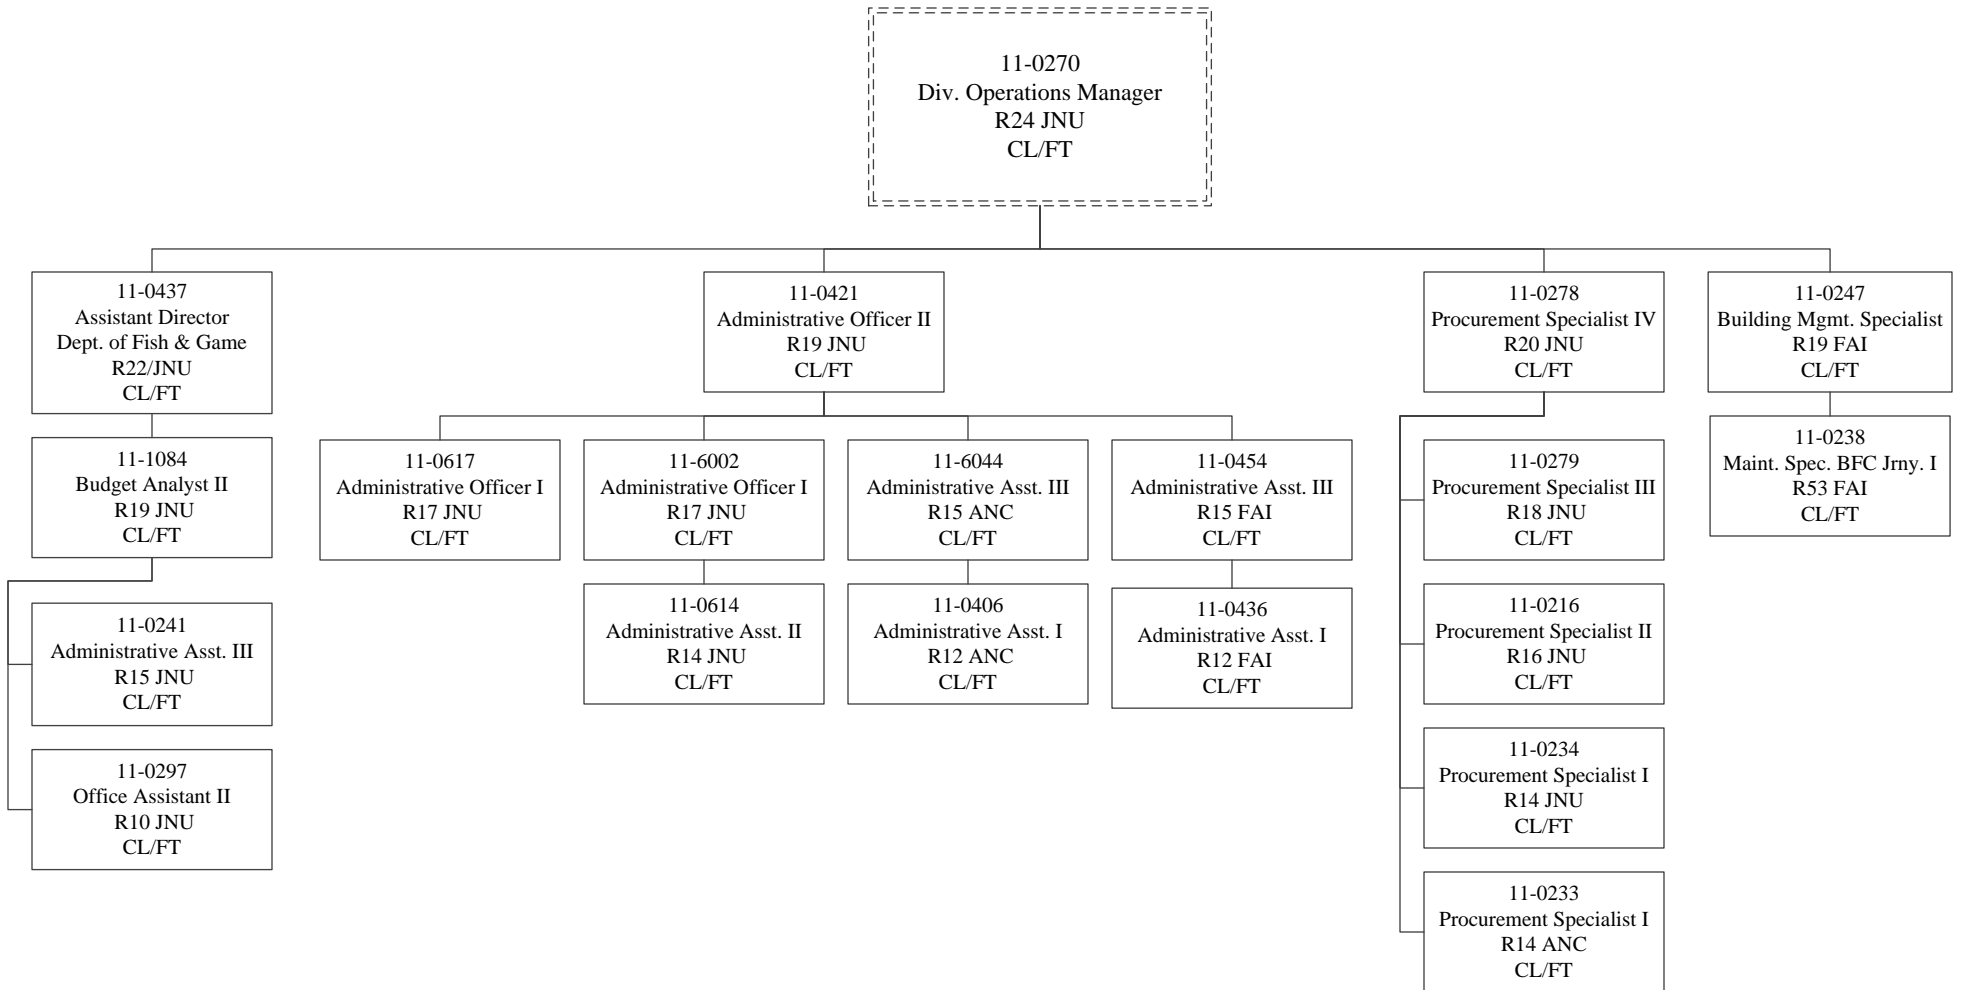 11-0270
Div. Operations Manager
R24 JNU
CL/FT
11-0437
Assistant Director
Dept. of Fish & Game
R22/JNU
CL/FT
11-0421
Administrative Officer II
R19 JNU
CL/FT
11-0278
Procurement Specialist IV
R20 JNU
CL/FT
11-0247
Building Mgmt. Specialist
R19 FAI
CL/FT
11-1084
Budget Analyst II
R19 JNU
CL/FT
11-0617
Administrative Officer I
R17 JNU
CL/FT
11-6002
Administrative Officer I
R17 JNU
CL/FT
11-6044
Administrative Asst. III
R15 ANC
CL/FT
11-0454
Administrative Asst. III
R15 FAI
CL/FT
11-0279
Procurement Specialist III
R18 JNU
CL/FT
11-0238
Maint. Spec. BFC Jrny. I
R53 FAI
CL/FT
11-0241
Administrative Asst. III
R15 JNU
CL/FT
11-0614
Administrative Asst. II
R14 JNU
CL/FT
11-0406
Administrative Asst. I
R12 ANC
CL/FT
11-0436
Administrative Asst. I
R12 FAI
CL/FT
11-0216
Procurement Specialist II
R16 JNU
CL/FT
11-0297
Office Assistant II
R10 JNU
CL/FT
11-0234
Procurement Specialist I
R14 JNU
CL/FT
11-0233
Procurement Specialist I
R14 ANC
CL/FT